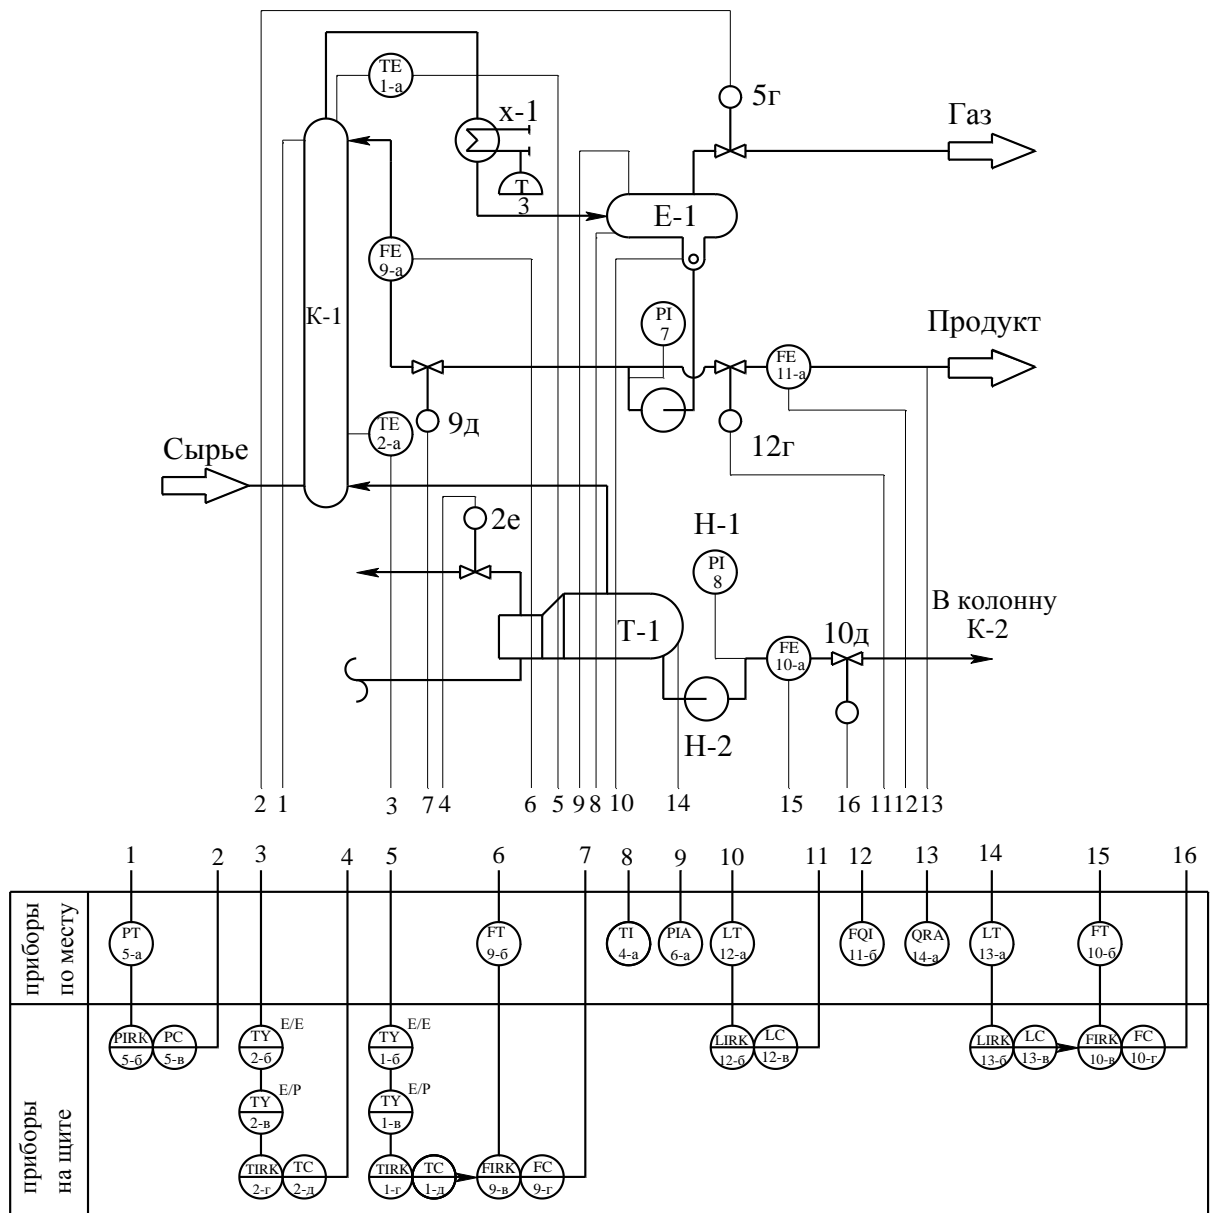 TE
1-а
х-1
5г
Газ
Т
3
Е-1
FE
9-а
К-1
PI
7
Продукт
FE
11-а
TE
2-а
9д
12г
Сырье
2е
Н-1
PI
8
В колонну
К-2
Т-1
10д
FE
10-а
Н-2
2 1 3 7 4 6 5 9 8 10 14 15 16 11 12 13
1 2 3 4 5 6 7 8 9 10 11 12 13 14 15 16
приборы
по месту
PT
5-а
FT
9-б
TI
4-а
PIA
6-а
LT
12-а
FQI
11-б
QRA
14-а
LT
13-а
FT
10-б
приборы
на щите
PIRK
5-б
PC
5-в
TY
2-б
E/E
TY
1-б
E/E
LIRK
12-б
LC
12-в
LIRK
13-б
LC
13-в
FIRK
10-в
FC
10-г
TY
2-в
E/P
TY
1-в
E/P
TIRK
2-г
TC
2-д
TIRK
1-г
TC
1-д
FIRK
9-в
FC
9-г